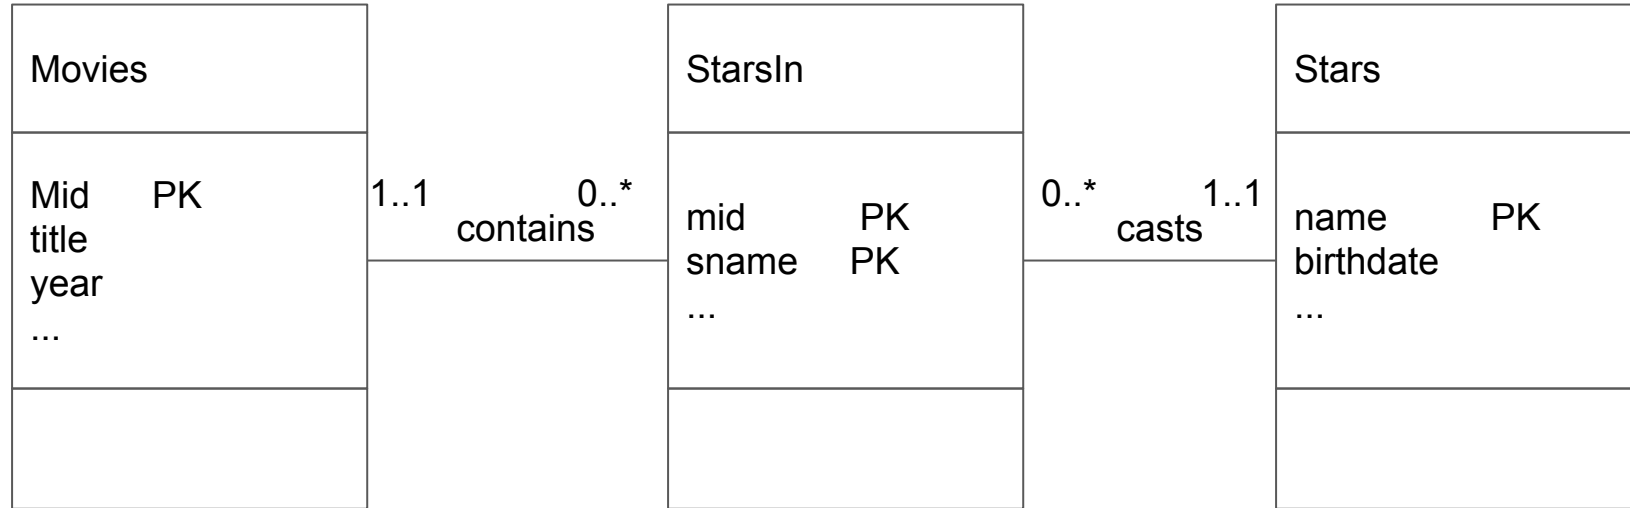 Movies
Mid PK
title
year
...
1..1 0..*
contains
StarsIn
mid PK
sname PK
...
0..* 1..1
casts
Stars
name PK
birthdate
...